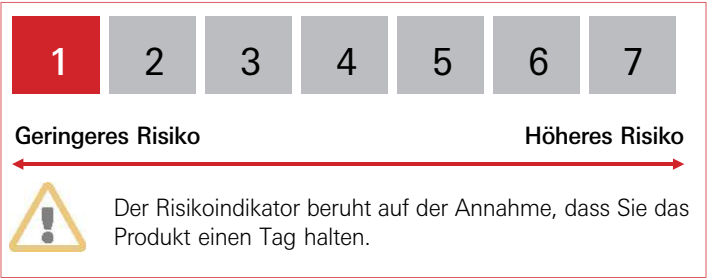 1 2 3 4 5 6 7
Geringeres Risiko Höheres Risiko
Der Risikoindikator beruht auf der Annahme, dass Sie das
Produkt einen Tag halten.